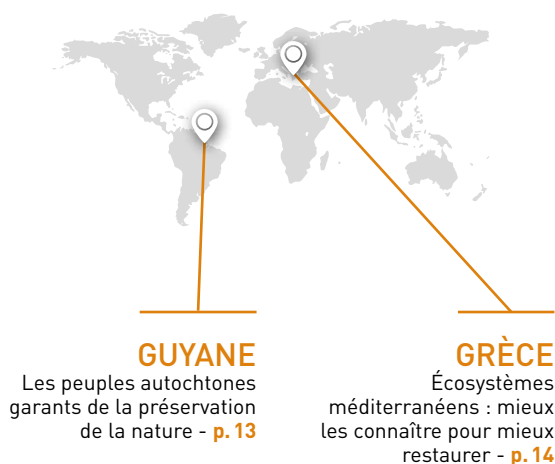 GUYANE
Les peuples autochtones
garants de la préservation
de la nature - p. 13
GRÈCE
Écosystèmes
méditerranéens : mieux
les connaître pour mieux
restaurer - p. 14